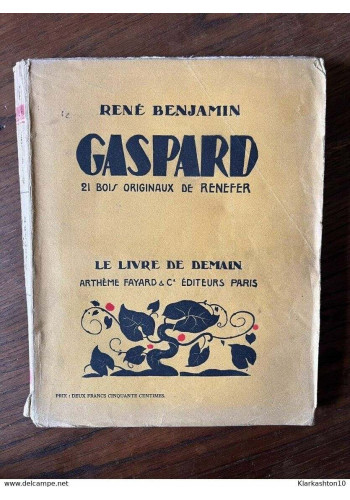 RENÉ BENJAMIN
GASPARD
21 BOIS ORIGINAUX DE RENEFER
LE LIVRE DE DEMAIN
ARTHÈME FAYARD & Cie ÉDITEURS PARIS
PRIX : DEUX FRANCS CINQUANTE CENTIMES.
delcampe.net
Klarkashton10